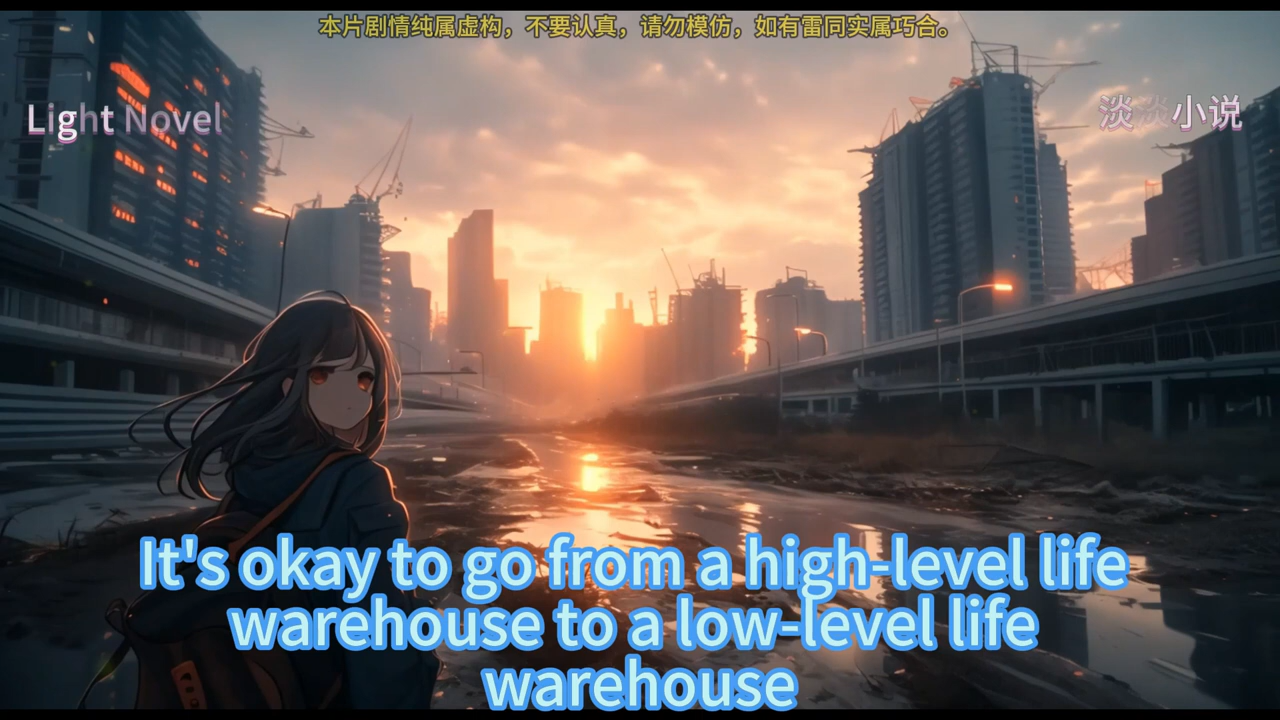 本片剧情纯属虚构，不要认真，请勿模仿，如有雷同实属巧合。
Light Novel
淡淡小说
It's okay to go from a high-level life
warehouse to a low-level life
warehouse